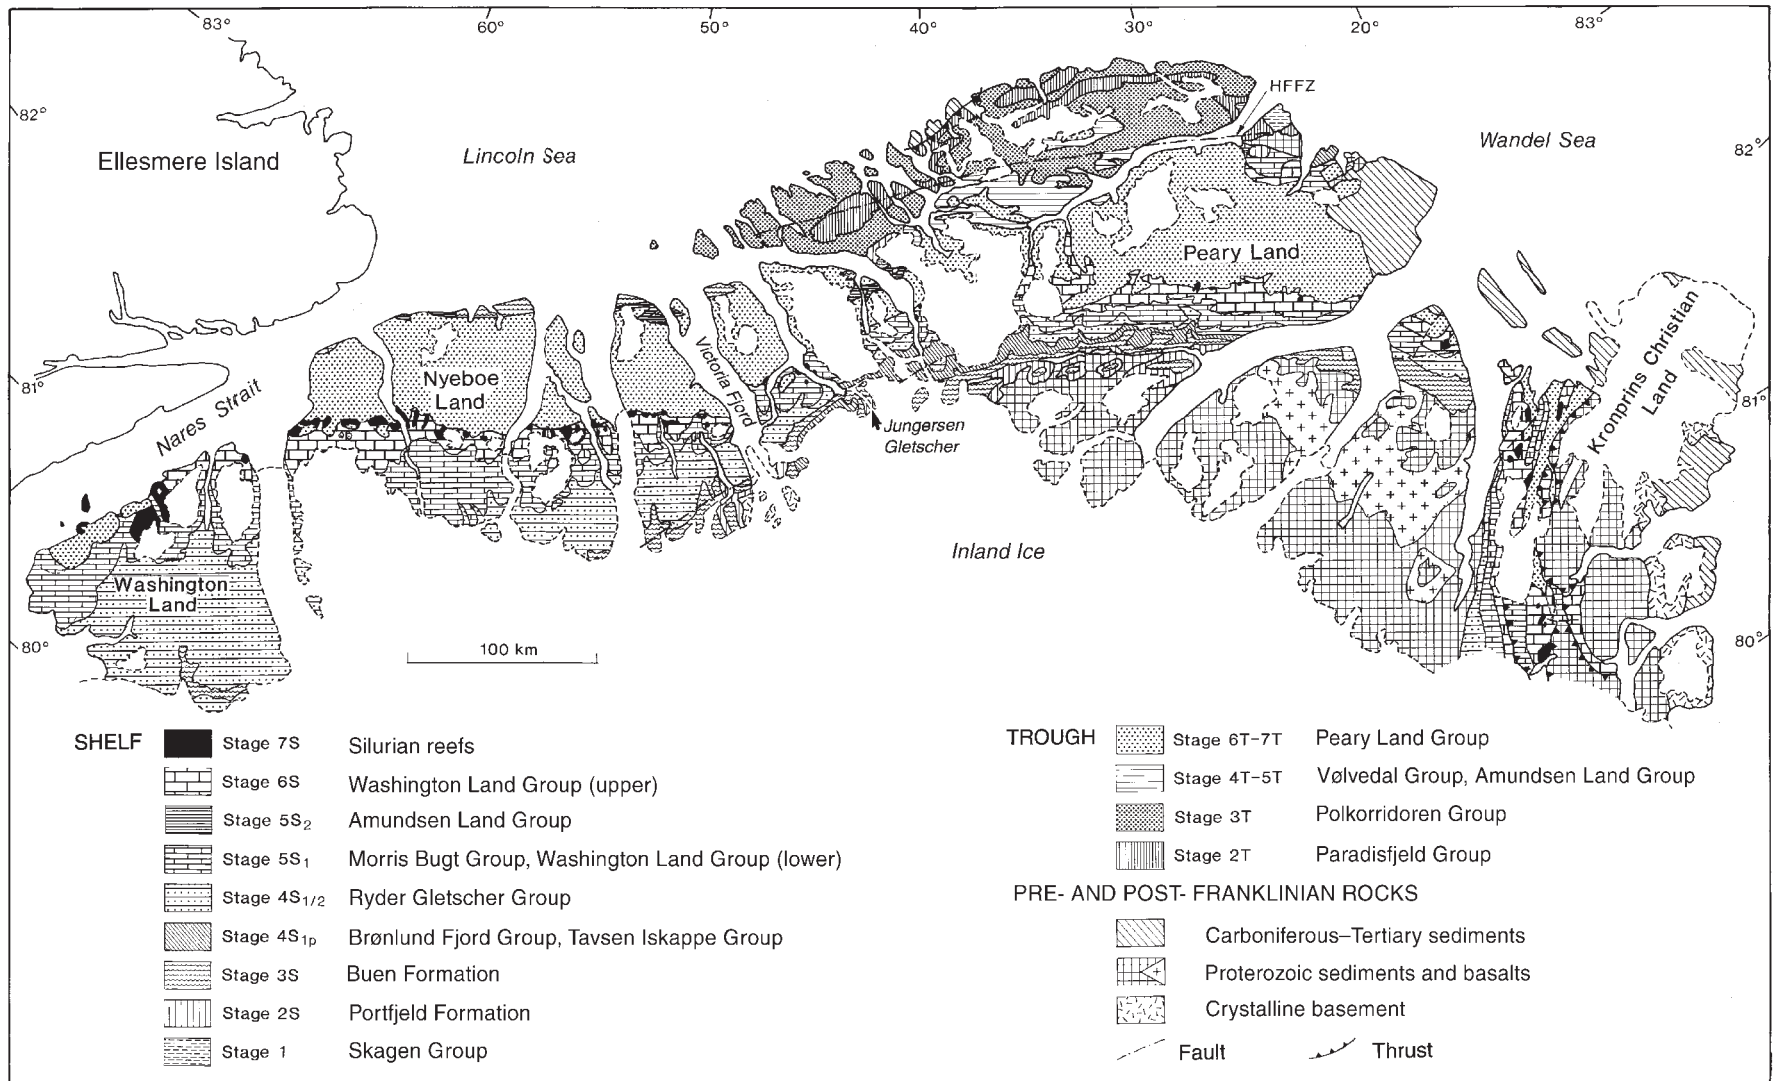 83° 60° 50° 40° 30° 20° 83°
HFFZ
82°
Ellesmere Island
Lincoln Sea
Wandel Sea
82°
Peary Land
Kronprins Christian
Land
Victoria Fjord
Nyeboe
Land
81°
Nares Strait
81°
Jungersen
Gletscher
Inland Ice
Washington
Land
80°
100 km
80°
SHELF
Stage 7S Silurian reefs
Stage 6S Washington Land Group (upper)
Stage 5S₂ Amundsen Land Group
Stage 5S₁ Morris Bugt Group, Washington Land Group (lower)
Stage 4S₁/₂ Ryder Gletscher Group
Stage 4S₁ₚ Brønlund Fjord Group, Tavsen Iskappe Group
Stage 3S Buen Formation
Stage 2S Portfjeld Formation
Stage 1 Skagen Group
TROUGH
Stage 6T–7T Peary Land Group
Stage 4T–5T Vølvedal Group, Amundsen Land Group
Stage 3T Polkorridoren Group
Stage 2T Paradisfjeld Group
PRE- AND POST- FRANKLINIAN ROCKS
Carboniferous–Tertiary sediments
Proterozoic sediments and basalts
Crystalline basement
Fault Thrust